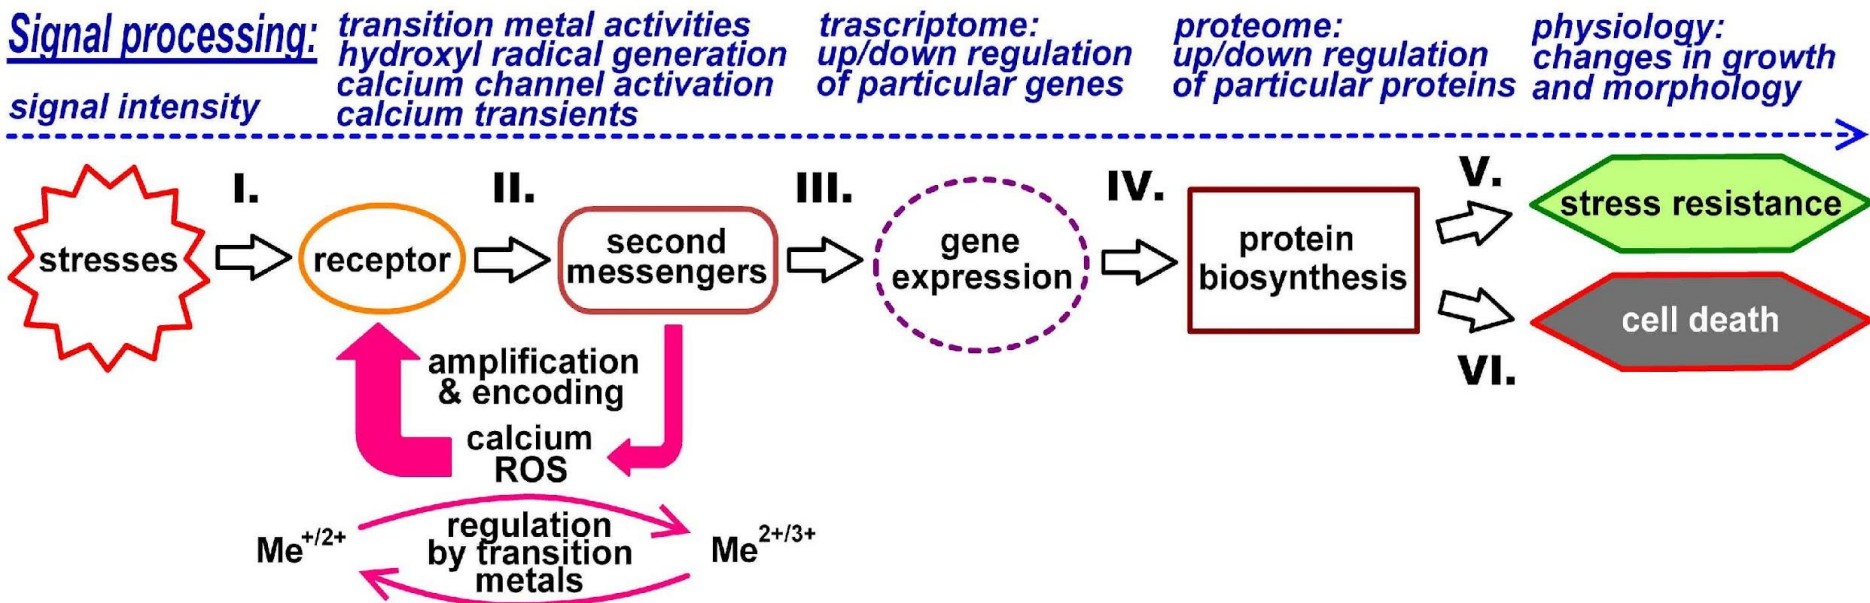 Signal processing:
signal intensity
transition metal activities
hydroxyl radical generation
calcium channel activation
calcium transients
trascriptome:
up/down regulation
of particular genes
proteome:
up/down regulation
of particular proteins
physiology:
changes in growth
and morphology
stresses
I.
receptor
II.
second
messengers
III.
gene
expression
IV.
protein
biosynthesis
V.
stress resistance
VI.
cell death
amplification
& encoding
calcium
ROS
Me+/2+
regulation
by transition
metals
Me2+/3+